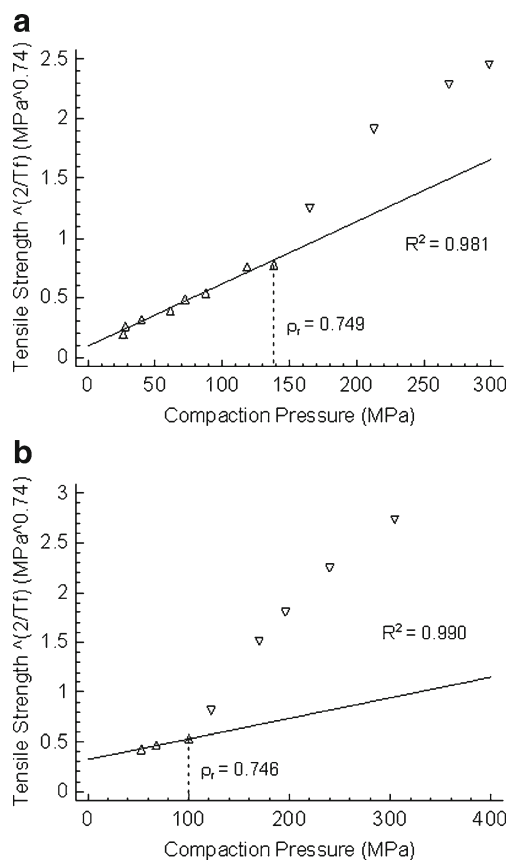 a
Tensile Strength ^(2/Tf) (MPa^0.74)
2.5
2
1.5
1
0.5
0
R² = 0.981
ρr = 0.749
0 50 100 150 200 250 300
Compaction Pressure (MPa)
b
Tensile Strength ^(2/Tf) (MPa^0.74)
3
2.5
2
1.5
1
0.5
0
R² = 0.990
ρr = 0.746
0 100 200 300 400
Compaction Pressure (MPa)